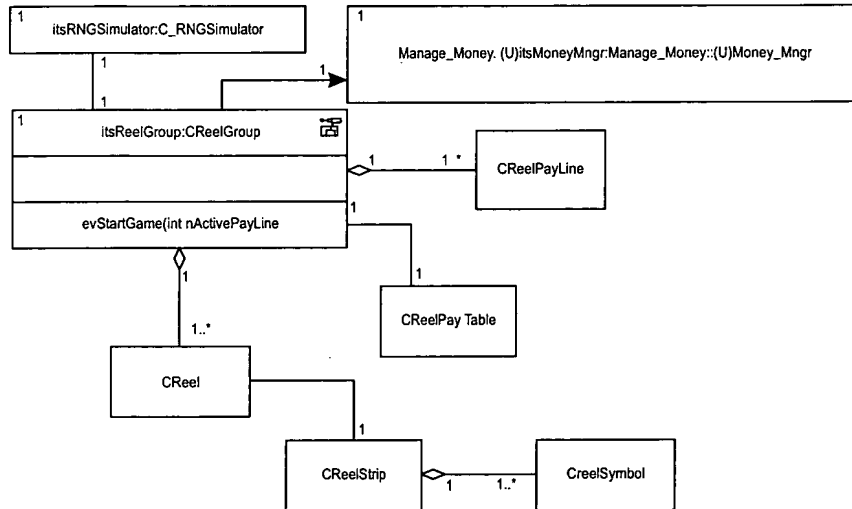 1
itsRNGSimulator:C_RNGSimulator
1
Manage_Money. (U)itsMoneyMngr:Manage_Money::(U)Money_Mngr
1
1
1
1
itsReelGroup:CReelGroup
1
1 *
CReelPayLine
evStartGame(int nActivePayLine
1
1
1
CReelPay Table
1..*
CReel
1
CReelStrip
1
1..*
CreelSymbol